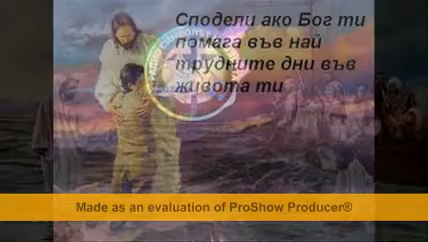 Сподели ако Бог ти
помага във най
трудните дни във
живота ти
Made as an evaluation of ProShow Producer®